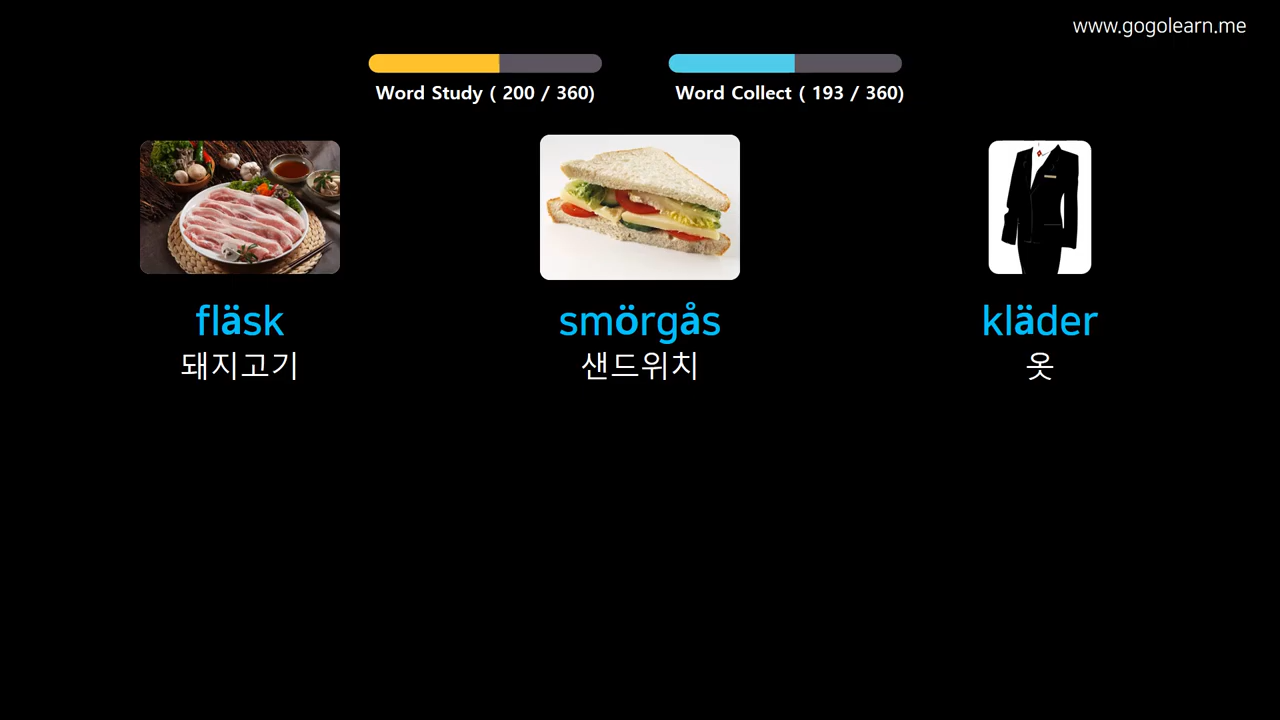 www.gogolearn.me
Word Study ( 200 / 360)
Word Collect ( 193 / 360)
fläsk
smörgås
kläder
돼지고기
샌드위치
옷